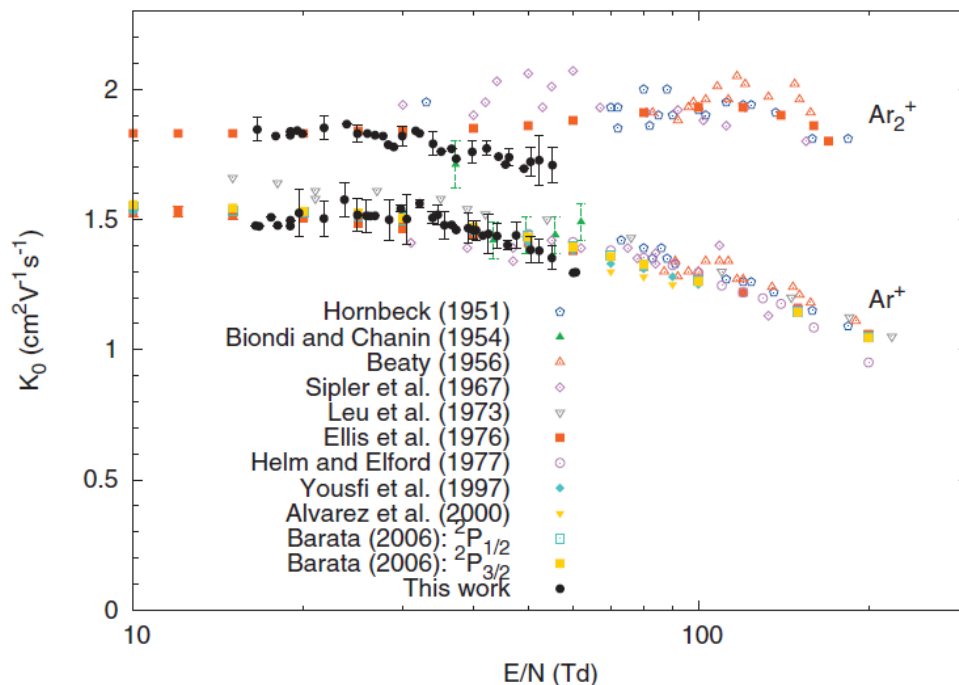 2
Ar₂⁺
1.5
Ar⁺
Hornbeck (1951)
Biondi and Chanin (1954)
Beaty (1956)
Sipler et al. (1967)
Leu et al. (1973)
Ellis et al. (1976)
Helm and Elford (1977)
Yousfi et al. (1997)
Alvarez et al. (2000)
Barata (2006): ²P₁/₂
Barata (2006): ²P₃/₂
This work
1
0.5
0
K₀ (cm²V⁻¹s⁻¹)
10
100
E/N (Td)